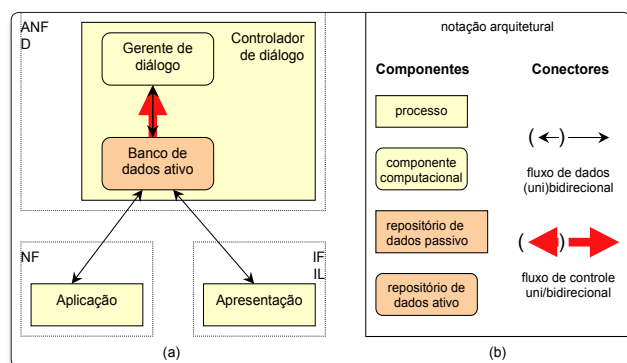 ANF
D
Controlador
de diálogo
Gerente de
diálogo
Banco de
dados ativo
NF
Aplicação
IF
IL
Apresentação
(a)
notação arquitetural
Componentes
Conectores
processo
componente
computacional
repositório de
dados passivo
repositório
de dados ativo
( )
fluxo de dados
(uni)bidirecional
( )
fluxo de controle
uni/bidirecional
(b)